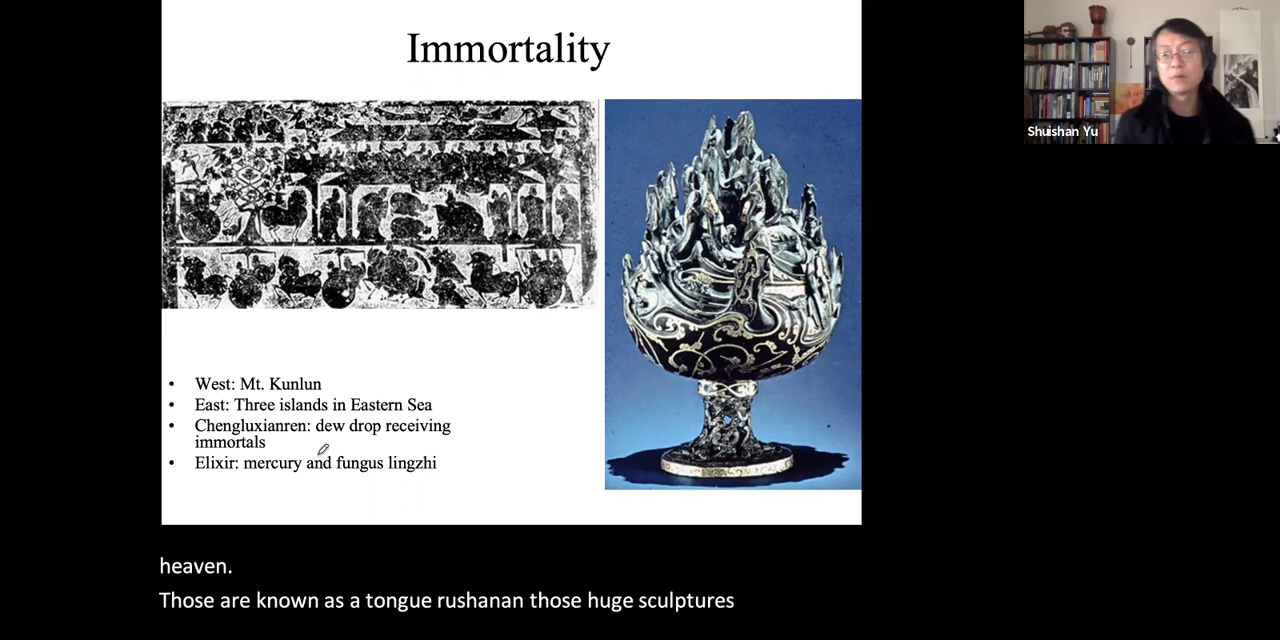 Immortality
Shuishan Yu
• West: Mt. Kunlun
• East: Three islands in Eastern Sea
• Chengluxianren: dew drop receiving
immortals
• Elixir: mercury and fungus lingzhi
heaven.
Those are known as a tongue rushanan those huge sculptures